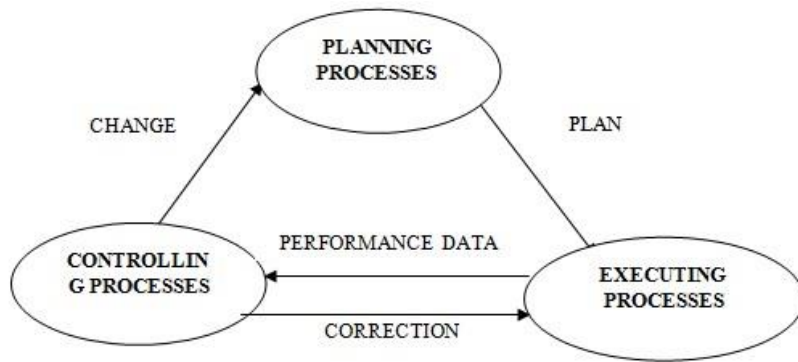 PLANNING
PROCESSES
CHANGE
PLAN
PERFORMANCE DATA
CONTROLLIN
G PROCESSES
EXECUTING
PROCESSES
CORRECTION